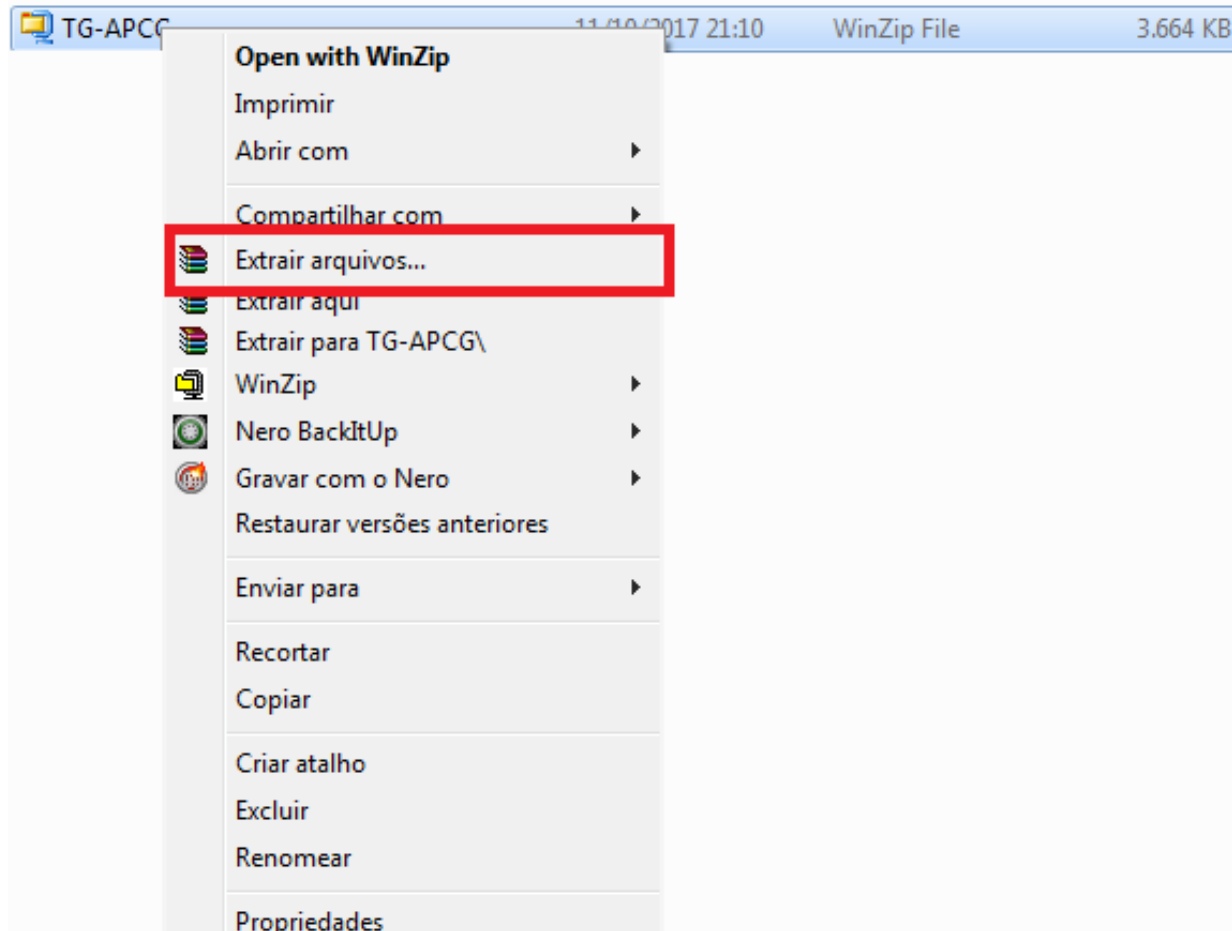 TG-APCG 11/10/2017 21:10 WinZip File 3.664 KB
Open with WinZip
Imprimir
Abrir com
Compartilhar com
Extrair arquivos...
Extrair aqui
Extrair para TG-APCG\
WinZip
Nero BackItUp
Gravar com o Nero
Restaurar versões anteriores
Enviar para
Recortar
Copiar
Criar atalho
Excluir
Renomear
Propriedades